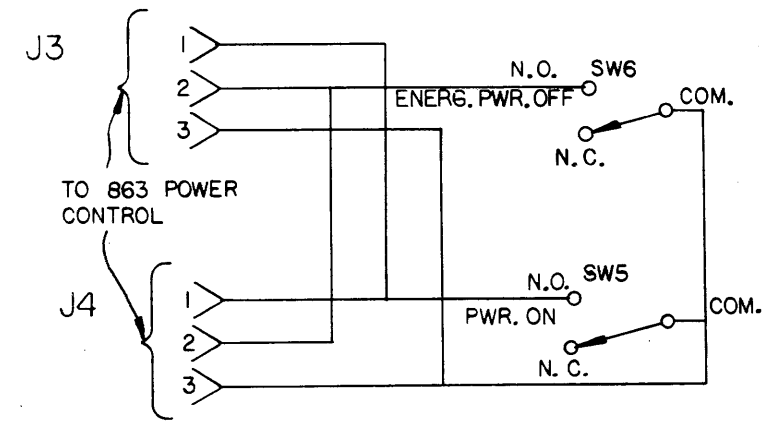 J3
1
2
3
N.O. SW6
ENERG. PWR. OFF
COM.
N.C.
TO 863 POWER
CONTROL
J4
1
2
3
N.O. SW5
PWR. ON
COM.
N.C.